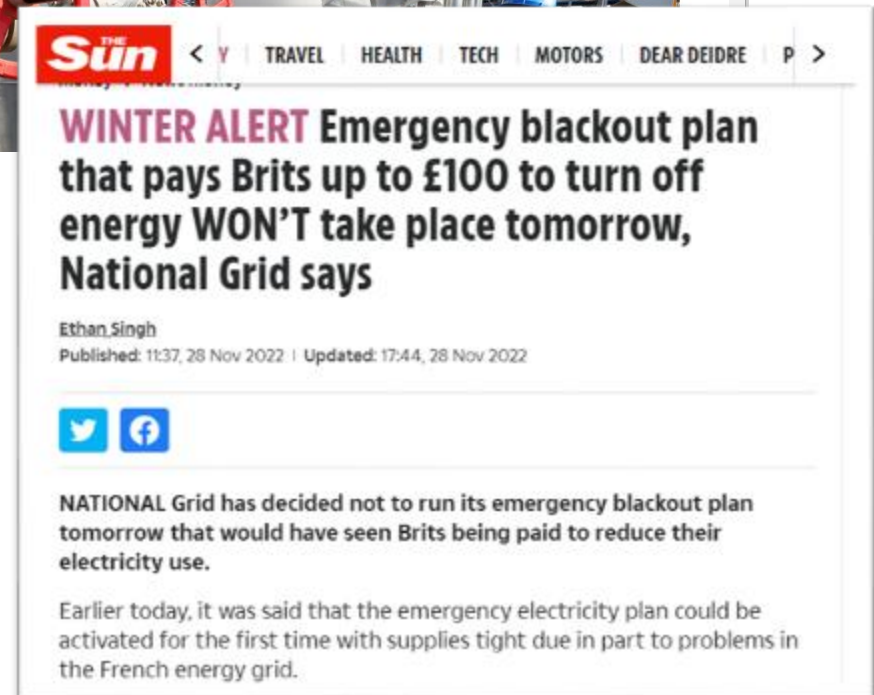 THE
Sun
< Y TRAVEL HEALTH TECH MOTORS DEAR DEIDRE P >
WINTER ALERT Emergency blackout plan
that pays Brits up to £100 to turn off
energy WON'T take place tomorrow,
National Grid says
Ethan Singh
Published: 11:37, 28 Nov 2022 | Updated: 17:44, 28 Nov 2022
NATIONAL Grid has decided not to run its emergency blackout plan
tomorrow that would have seen Brits being paid to reduce their
electricity use.
Earlier today, it was said that the emergency electricity plan could be
activated for the first time with supplies tight due in part to problems in
the French energy grid.